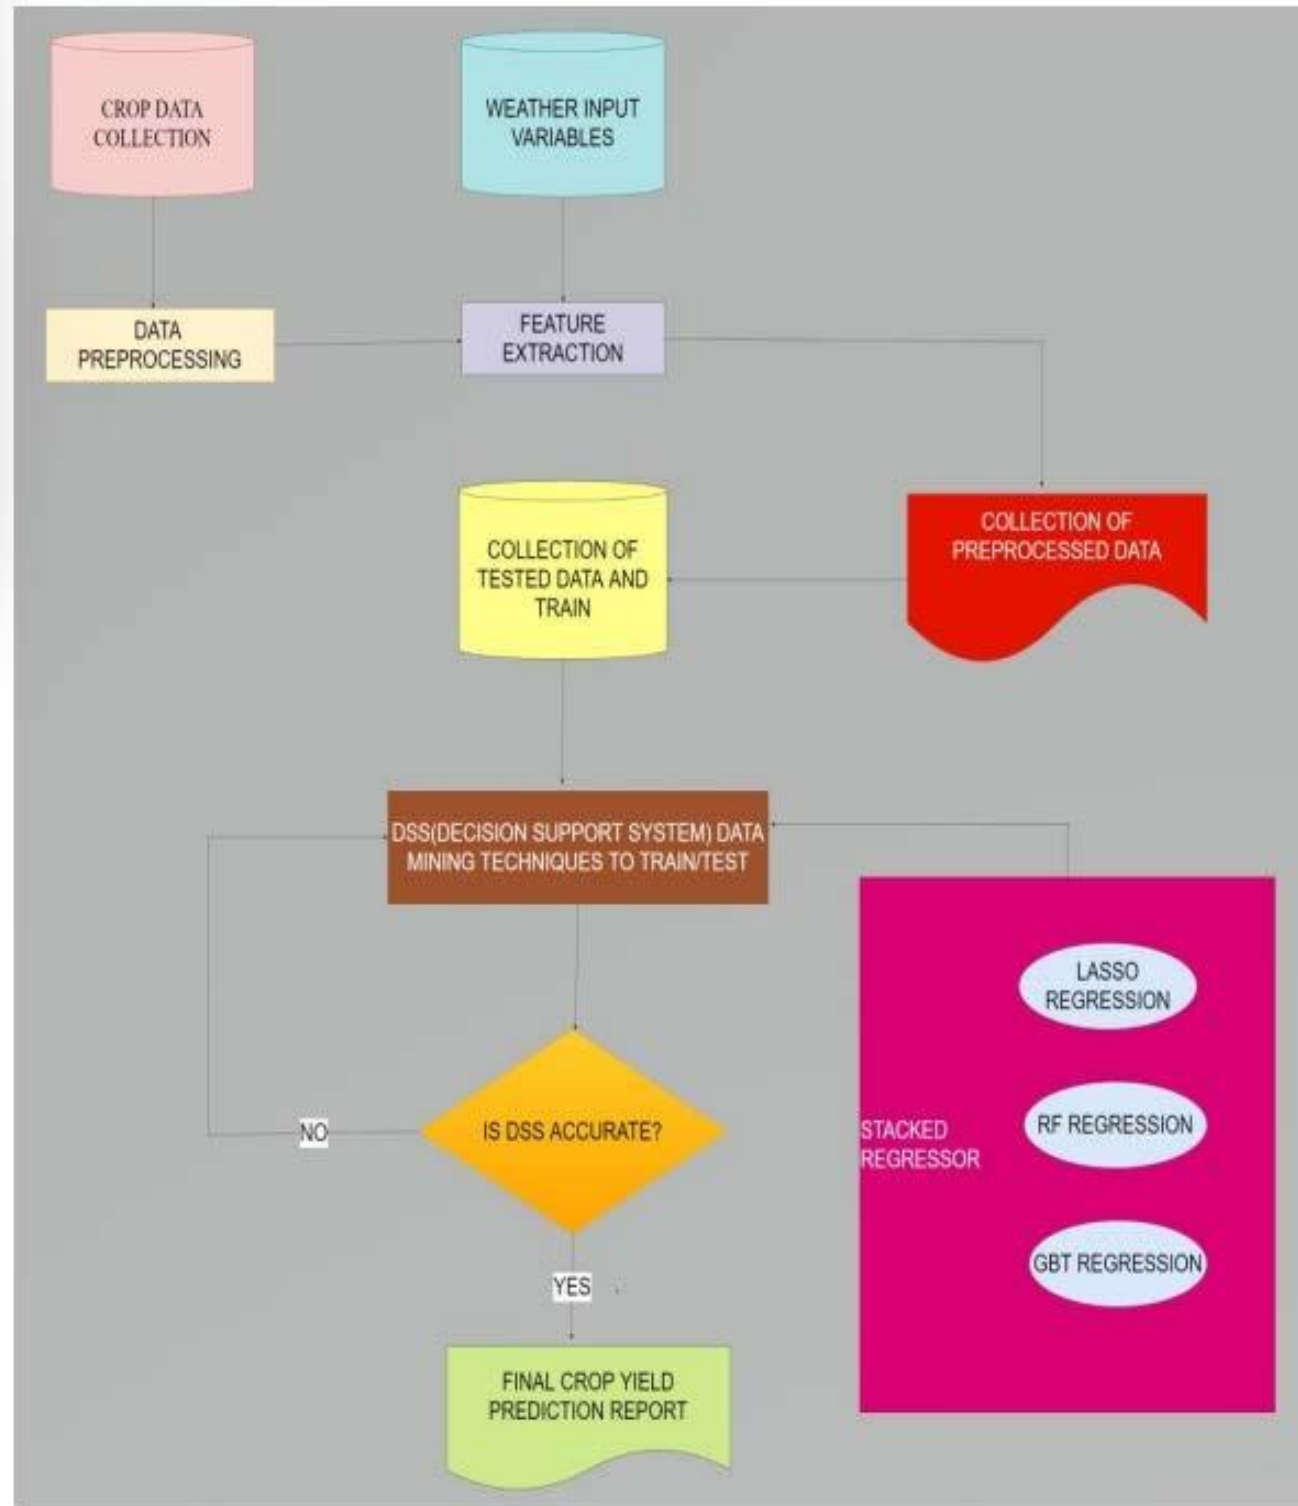 CROP DATA
COLLECTION
WEATHER INPUT
VARIABLES
DATA
PREPROCESSING
FEATURE
EXTRACTION
COLLECTION OF
TESTED DATA AND
TRAIN
COLLECTION OF
PREPROCESSED DATA
DSS(DECISION SUPPORT SYSTEM) DATA
MINING TECHNIQUES TO TRAIN/TEST
LASSO
REGRESSION
NO
IS DSS ACCURATE?
STACKED
REGRESSOR
RF REGRESSION
GBT REGRESSION
YES
FINAL CROP YIELD
PREDICTION REPORT